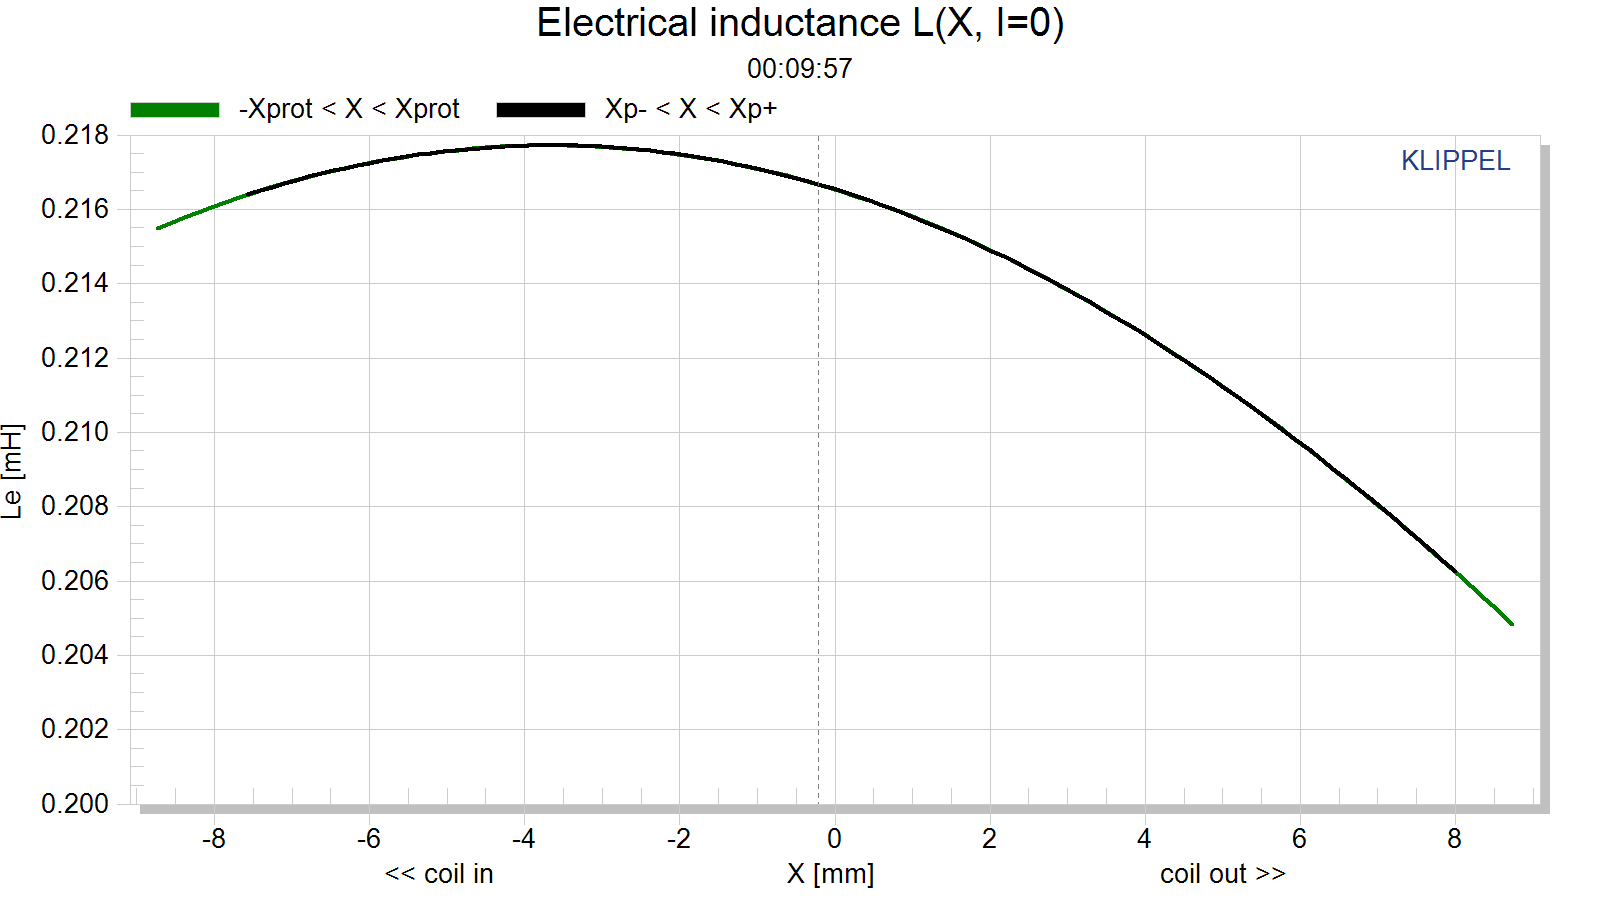 Electrical inductance L(X, I=0)
00:09:57
-Xprot < X < Xprot Xp- < X < Xp+
KLIPPEL
0.218
0.216
0.214
0.212
0.210
0.208
0.206
0.204
0.202
0.200
Le [mH]
-8 -6 -4 -2 0 2 4 6 8
<< coil in X [mm] coil out >>